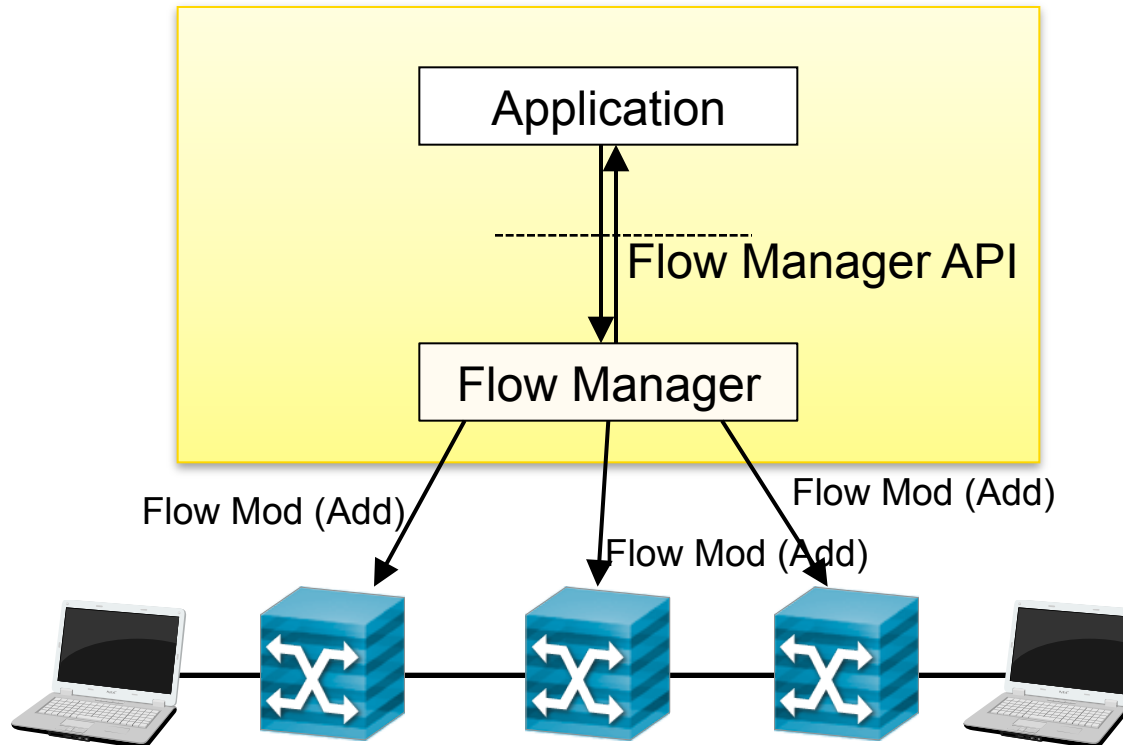 Application
Flow Manager API
Flow Manager
Flow Mod (Add)
Flow Mod (Add)
Flow Mod (Add)